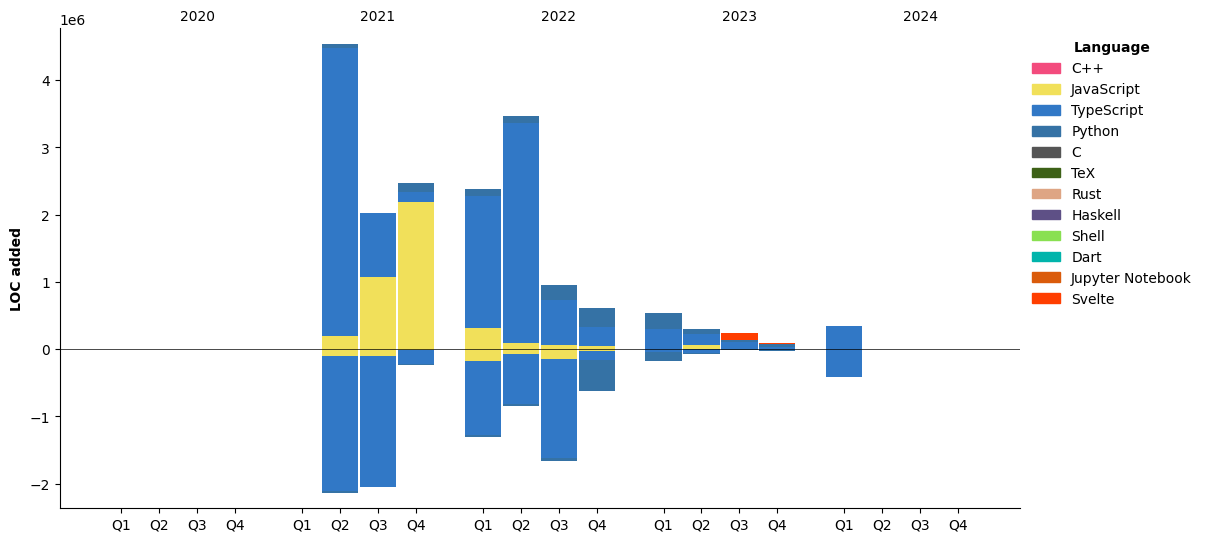 1e6
2020 2021 2022 2023 2024
Language
C++
JavaScript
TypeScript
Python
C
TeX
Rust
Haskell
Shell
Dart
Jupyter Notebook
Svelte
LOC added
4
3
2
1
0
−1
−2
Q1 Q2 Q3 Q4 Q1 Q2 Q3 Q4 Q1 Q2 Q3 Q4 Q1 Q2 Q3 Q4 Q1 Q2 Q3 Q4